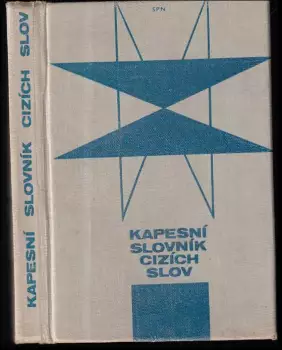 KAPESNÍ SLOVNÍK CIZÍCH SLOV
SPN
KAPESNÍ
SLOVNÍK
CIZÍCH
SLOV